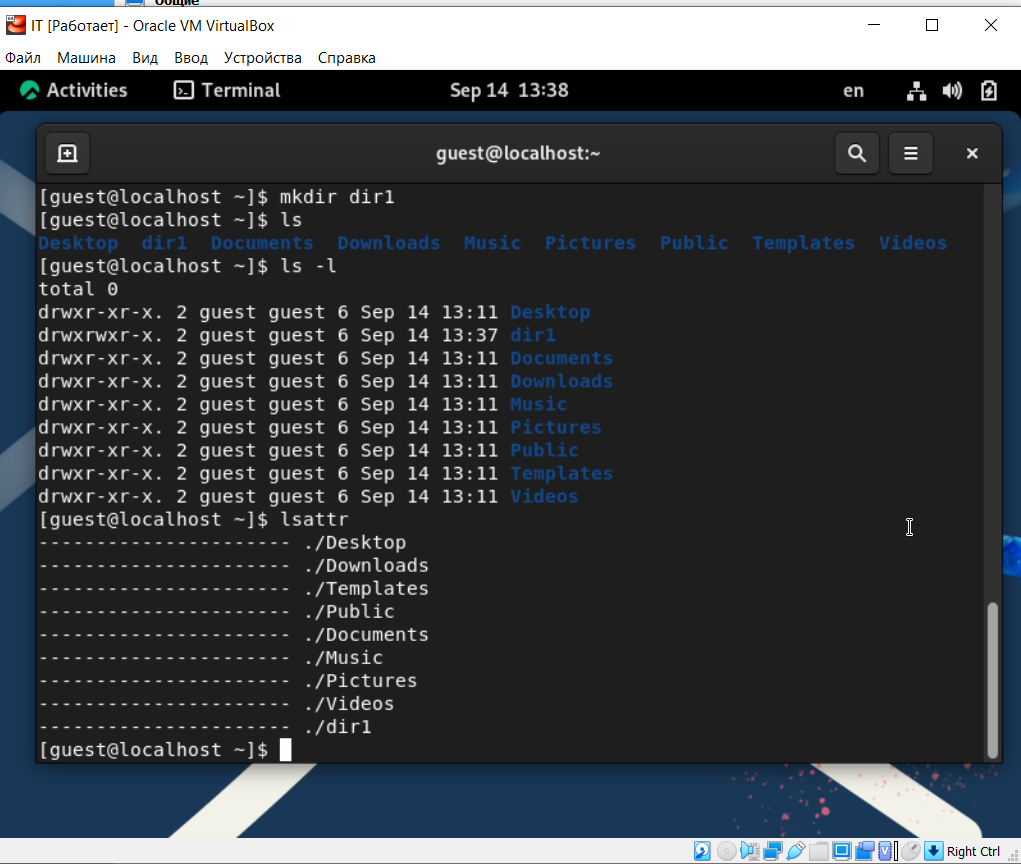 Общие
IT [Работает] - Oracle VM VirtualBox
Файл Машина Вид Ввод Устройства Справка
Activities Terminal Sep 14 13:38 en
guest@localhost:~
[guest@localhost ~]$ mkdir dir1
[guest@localhost ~]$ ls
Desktop dir1 Documents Downloads Music Pictures Public Templates Videos
[guest@localhost ~]$ ls -l
total 0
drwxr-xr-x. 2 guest guest 6 Sep 14 13:11 Desktop
drwxrwxr-x. 2 guest guest 6 Sep 14 13:37 dir1
drwxr-xr-x. 2 guest guest 6 Sep 14 13:11 Documents
drwxr-xr-x. 2 guest guest 6 Sep 14 13:11 Downloads
drwxr-xr-x. 2 guest guest 6 Sep 14 13:11 Music
drwxr-xr-x. 2 guest guest 6 Sep 14 13:11 Pictures
drwxr-xr-x. 2 guest guest 6 Sep 14 13:11 Public
drwxr-xr-x. 2 guest guest 6 Sep 14 13:11 Templates
drwxr-xr-x. 2 guest guest 6 Sep 14 13:11 Videos
[guest@localhost ~]$ lsattr
---------------------- ./Desktop
---------------------- ./Downloads
---------------------- ./Templates
---------------------- ./Public
---------------------- ./Documents
---------------------- ./Music
---------------------- ./Pictures
---------------------- ./Videos
---------------------- ./dir1
[guest@localhost ~]$
Right Ctrl